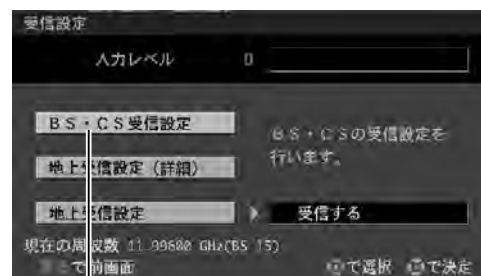 受信設定
入力レベル 0
BS・CS受信設定
BS・CSの受信設定を
行います。
地上受信設定（詳細）
地上受信設定 受信する
現在の周波数 11.99600 GHz(BS 15)
で前画面 で選択 で決定